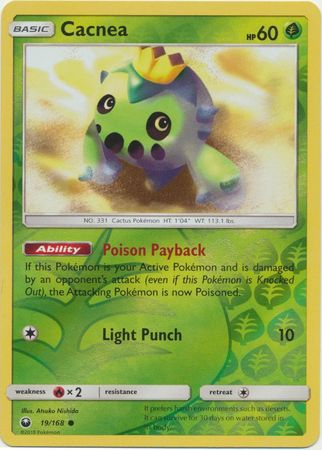 BASIC
Cacnea
HP60
NO. 331 Cactus Pokémon HT: 1'04" WT: 113.1 lbs.
Ability Poison Payback
If this Pokémon is your Active Pokémon and is damaged
by an opponent's attack (even if this Pokémon is Knocked
Out), the Attacking Pokémon is now Poisoned.
Light Punch 10
weakness ×2 resistance retreat
Illus. Atsuko Nishida
19/168
©2018 Pokémon
It prefers harsh environments such as deserts.
It can survive for 30 days on water stored in
its body.